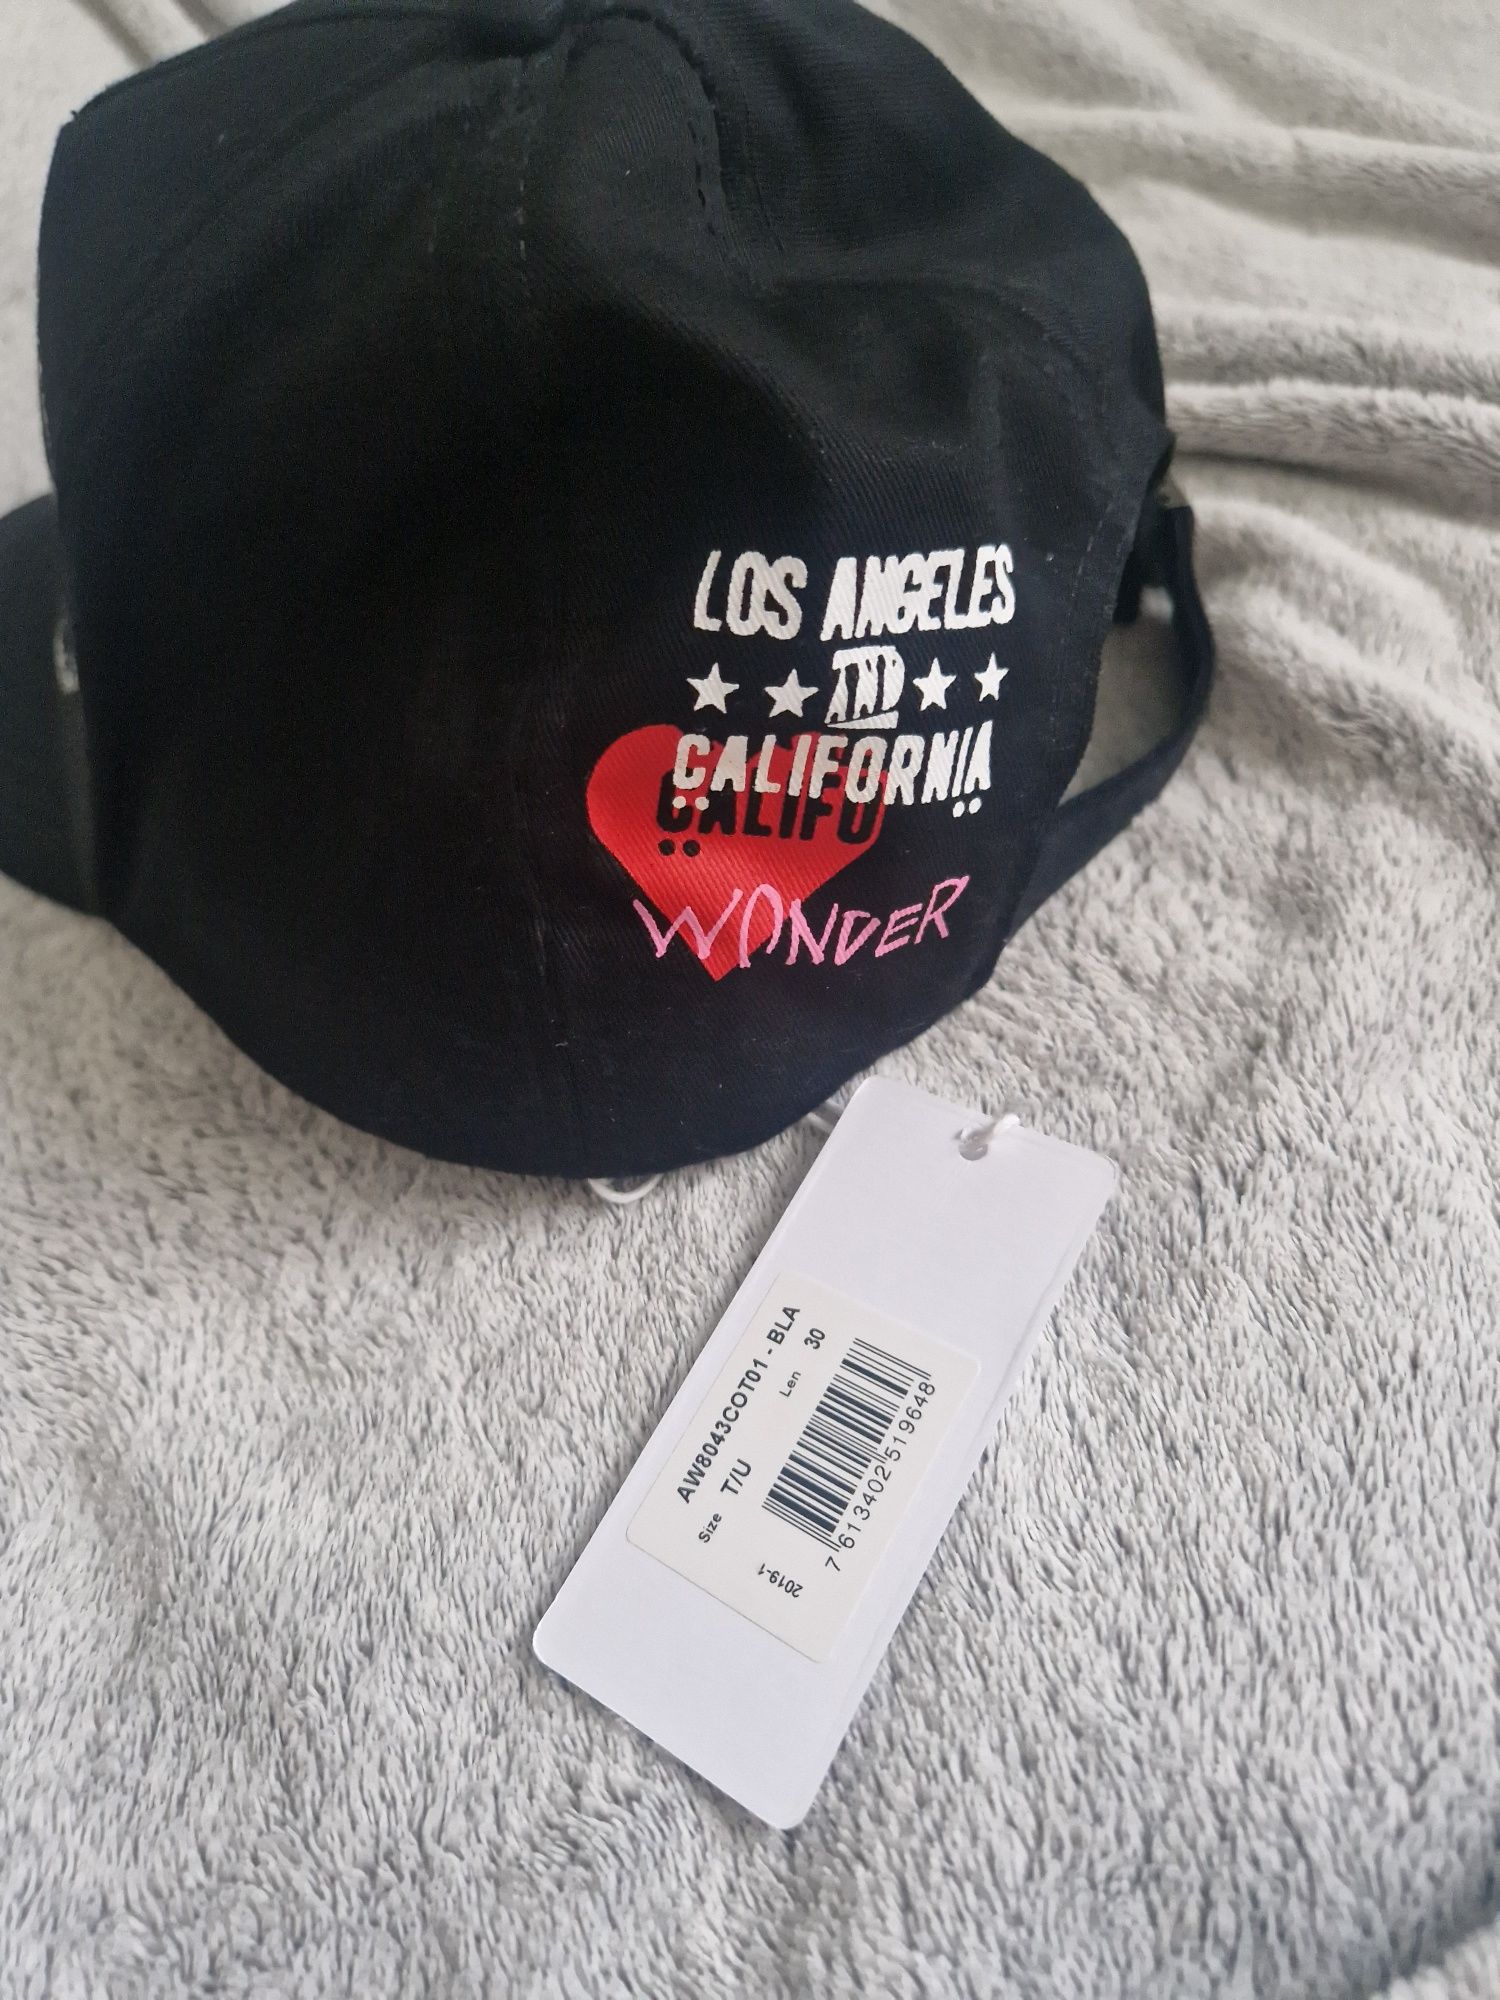 LOS ANGELES
AND
CALIFORNIA
CALIFO
WONDER
AW8043COT01 - BLA
Size T/U Len 30
7 613402 519648
2019-1